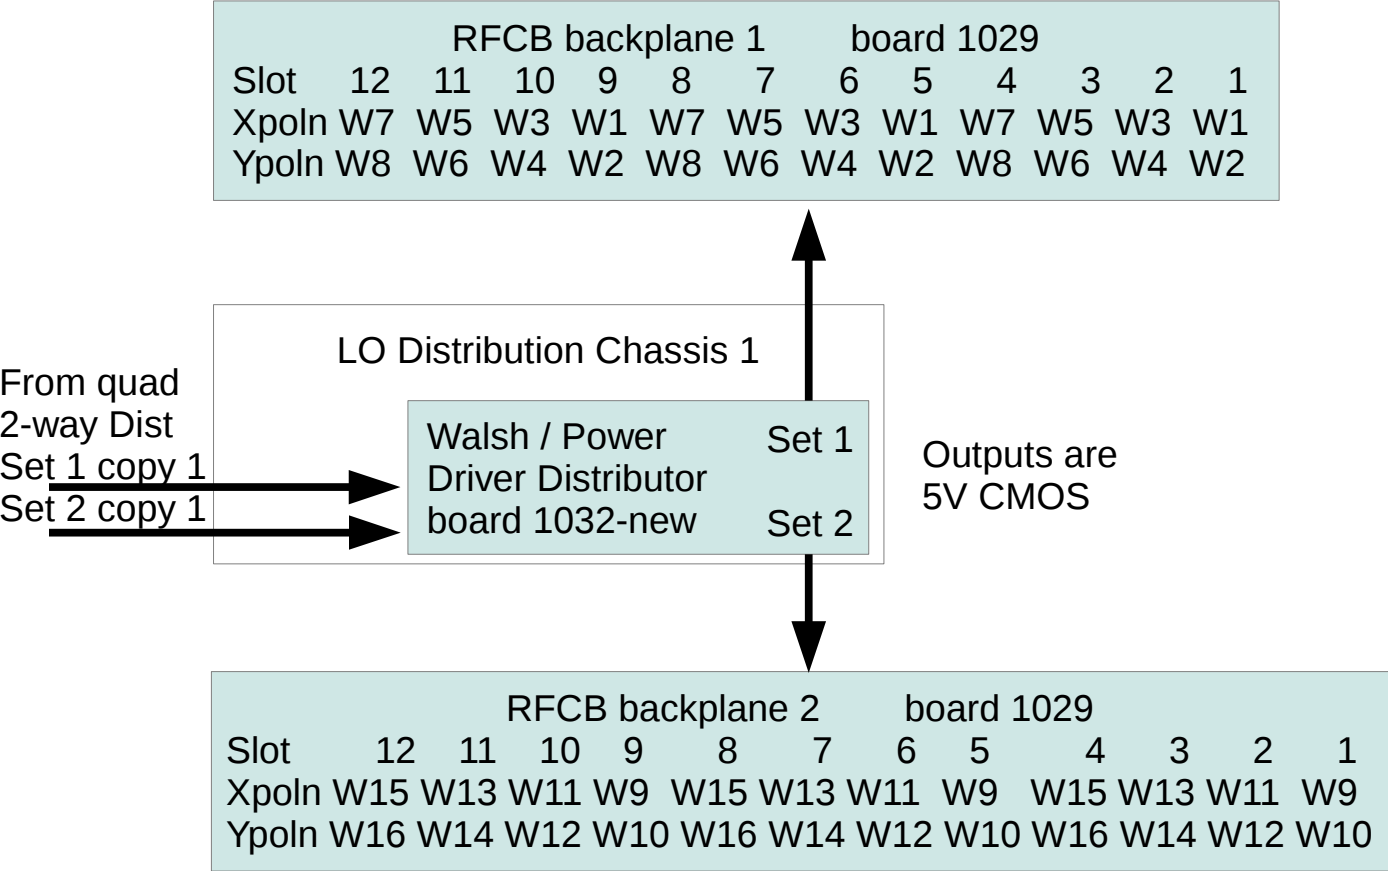 RFCB backplane 1 board 1029
Slot 12 11 10 9 8 7 6 5 4 3 2 1
Xpoln W7 W5 W3 W1 W7 W5 W3 W1 W7 W5 W3 W1
Ypoln W8 W6 W4 W2 W8 W6 W4 W2 W8 W6 W4 W2
LO Distribution Chassis 1
From quad
2-way Dist
Set 1 copy 1
Set 2 copy 1
Walsh / Power
Driver Distributor
board 1032-new
Set 1
Set 2
Outputs are
5V CMOS
RFCB backplane 2 board 1029
Slot 12 11 10 9 8 7 6 5 4 3 2 1
Xpoln W15 W13 W11 W9 W15 W13 W11 W9 W15 W13 W11 W9
Ypoln W16 W14 W12 W10 W16 W14 W12 W10 W16 W14 W12 W10